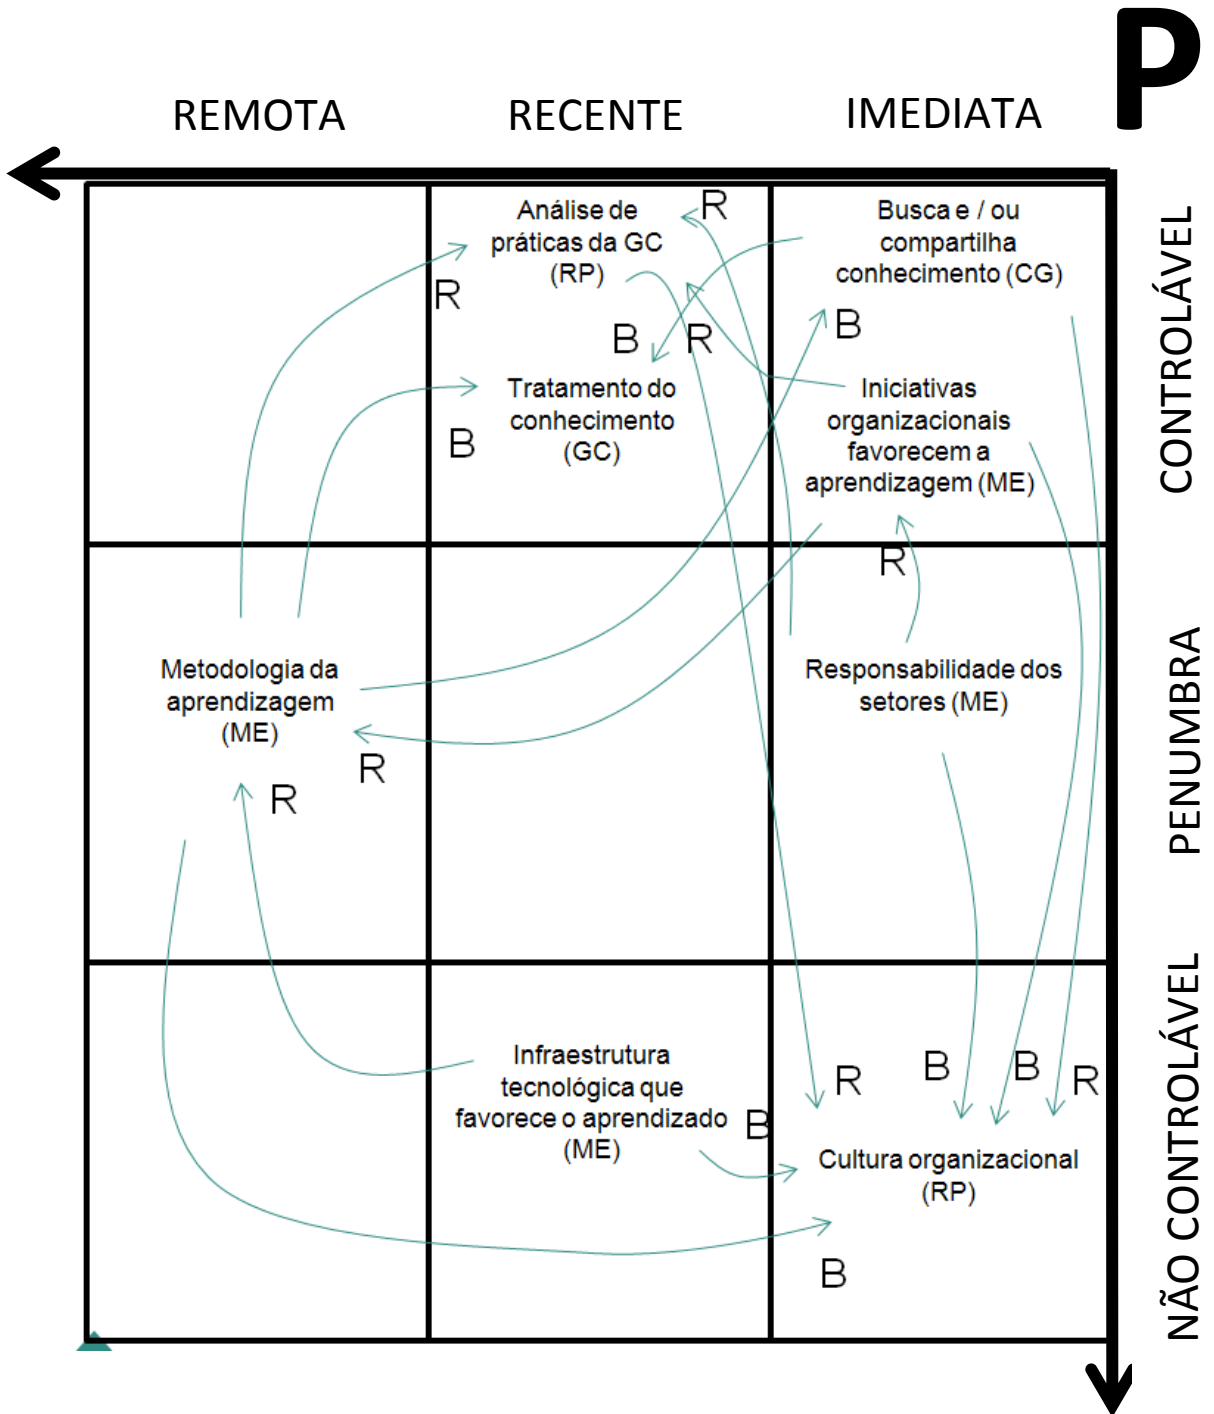 P
REMOTA
RECENTE
IMEDIATA
CONTROLÁVEL
PENUMBRA
NÃO CONTROLÁVEL
Análise de
práticas da GC
(RP)
R
R
B
R
Tratamento do
conhecimento
(GC)
B
Busca e / ou
compartilha
conhecimento (CG)
B
Iniciativas
organizacionais
favorecem a
aprendizagem (ME)
R
Metodologia da
aprendizagem
(ME)
R
R
Responsabilidade dos
setores (ME)
Infraestrutura
tecnológica que
favorece o aprendizado
(ME)
B
R
B
B
R
Cultura organizacional
(RP)
B